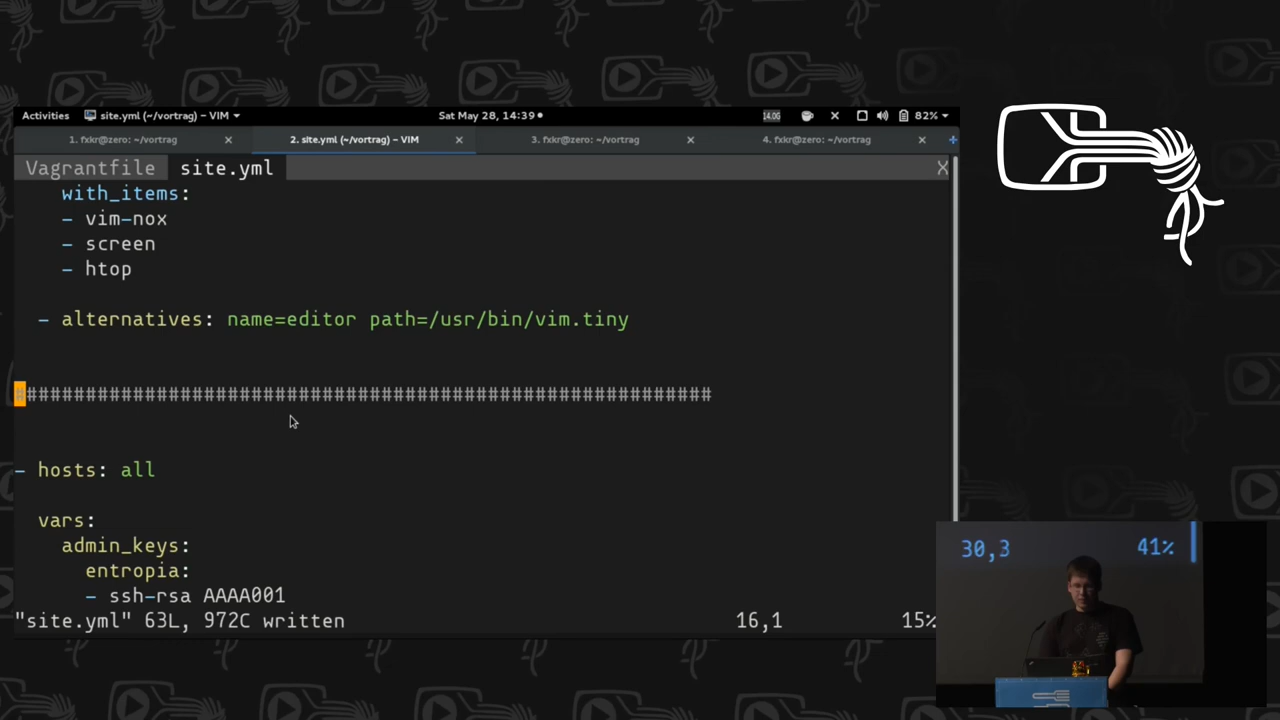 Activities
site.yml (~/vortrag) – VIM ▾
Sat May 28, 14:39
82% ▾
1. fxkr@zero: ~/vortrag
2. site.yml (~/vortrag) – VIM
3. fxkr@zero: ~/vortrag
4. fxkr@zero: ~/vortrag
Vagrantfile site.yml X
with_items:
- vim-nox
- screen
- htop
- alternatives: name=editor path=/usr/bin/vim.tiny
###########################################################
- hosts: all
vars:
admin_keys:
entropia:
- ssh-rsa AAAA001
"site.yml" 63L, 972C written 16,1 15%
30,3 41%